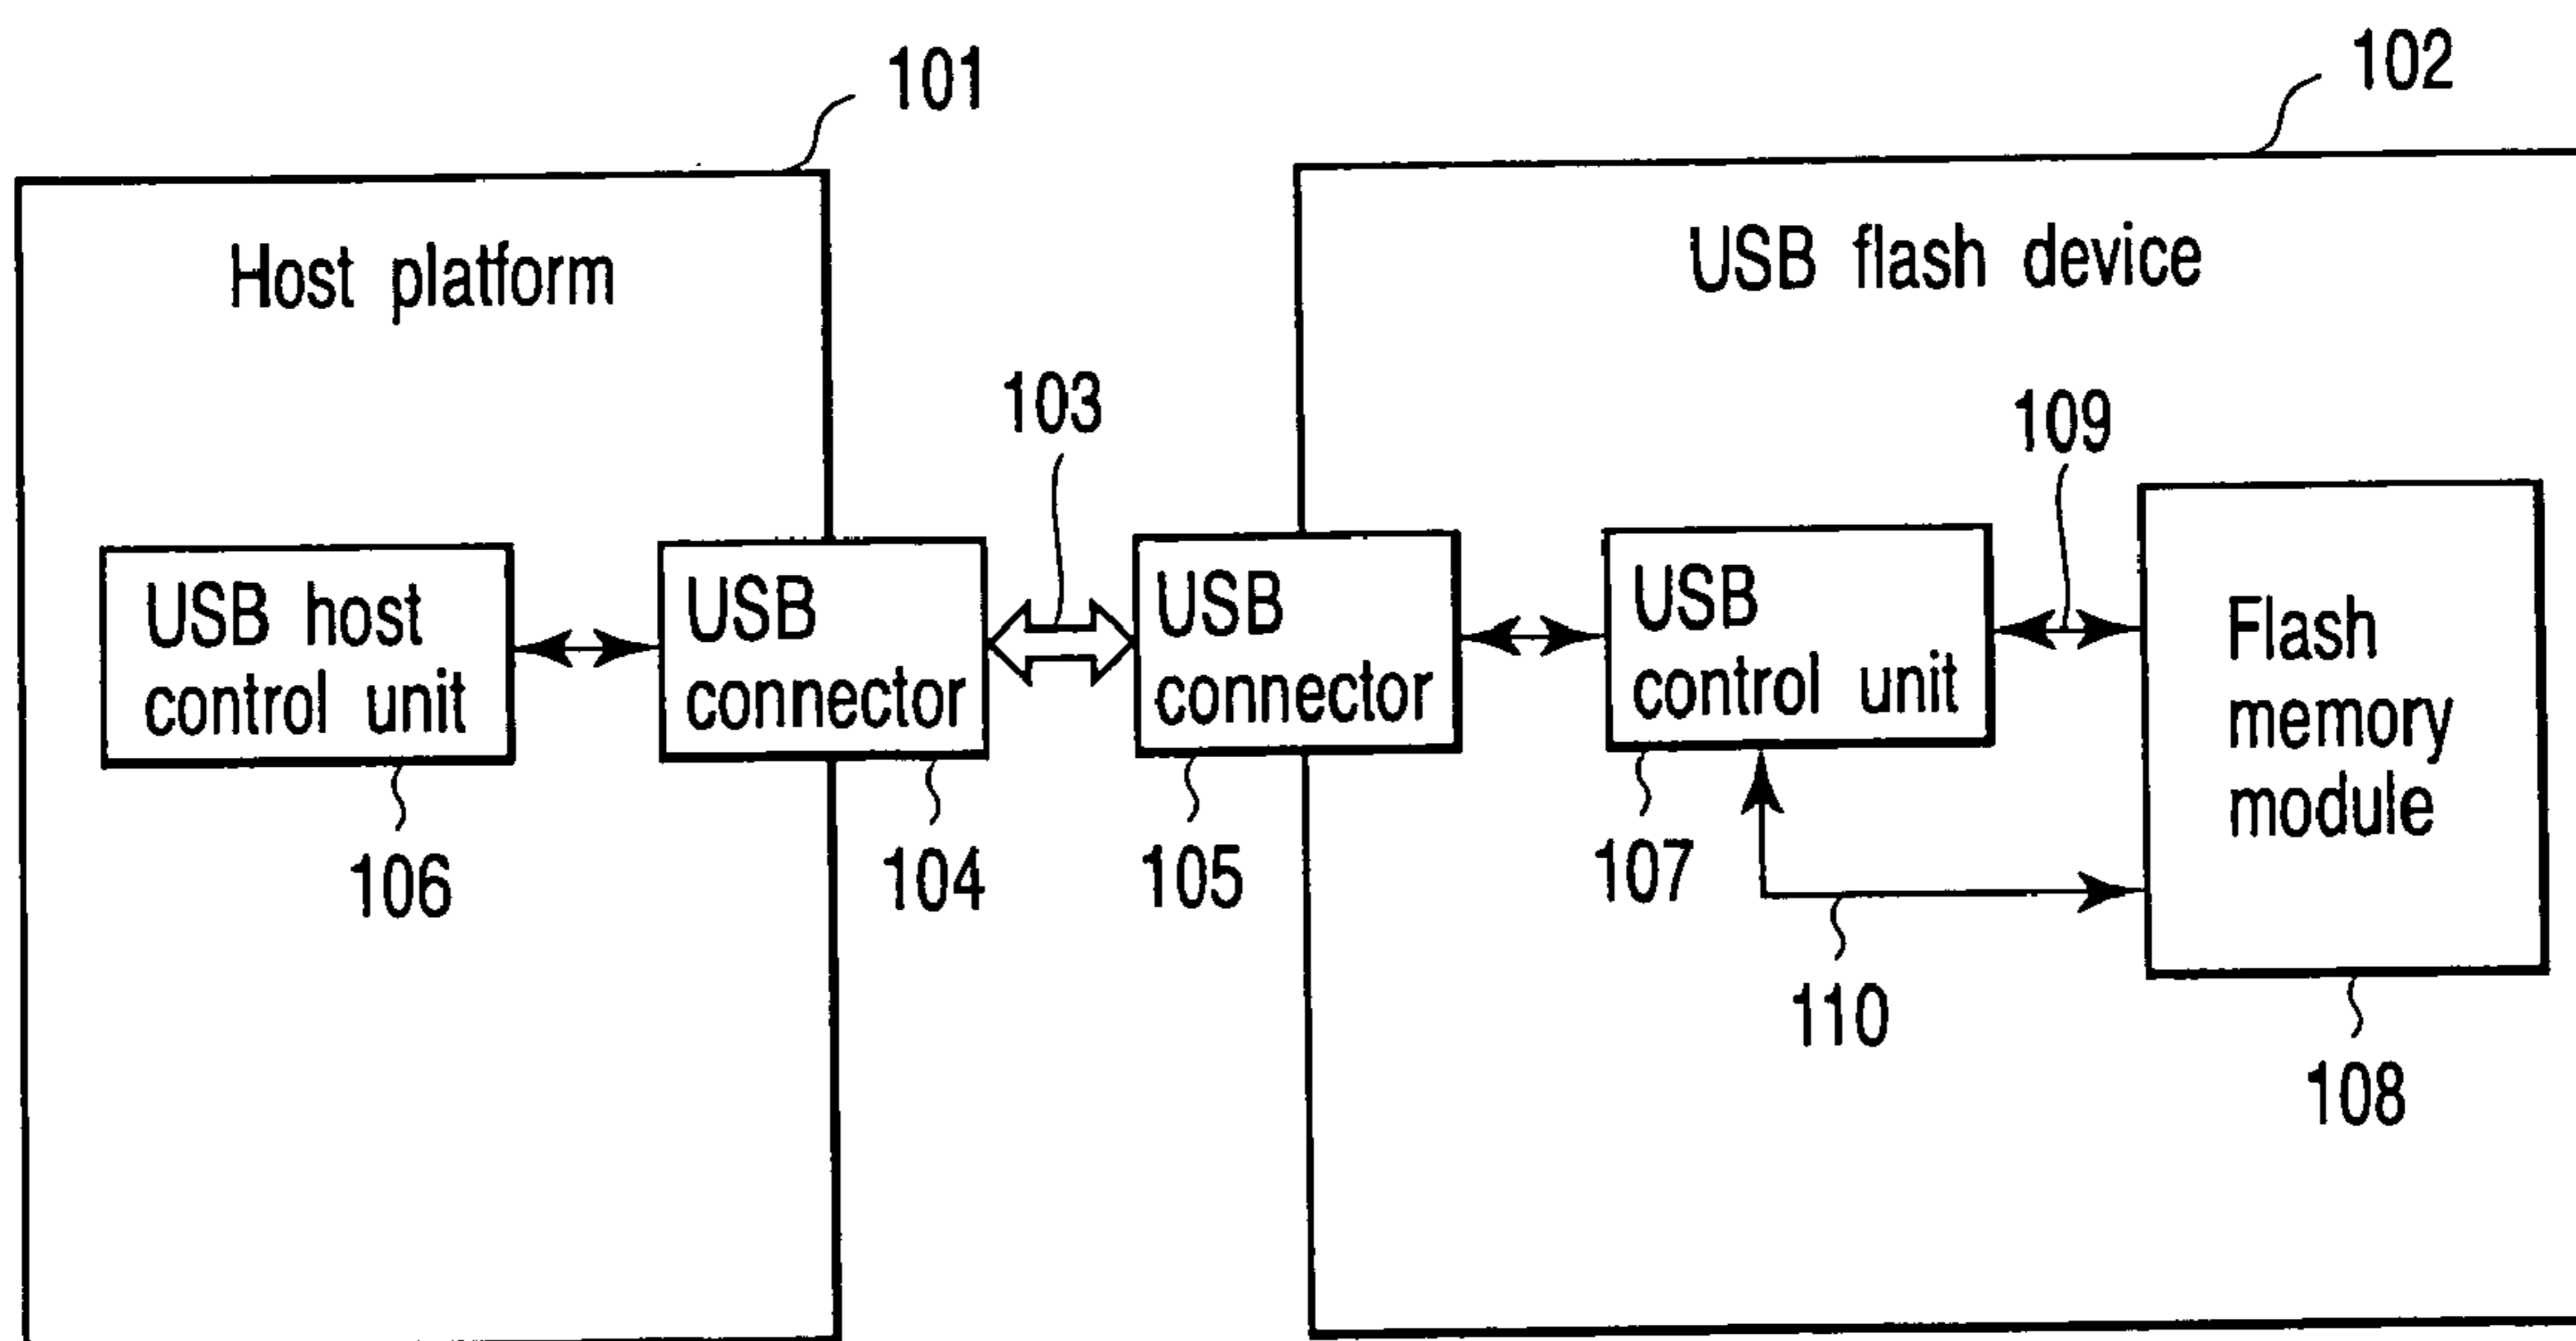 101
102
Host platform
USB flash device
103
109
USB host
control unit
USB
connector
USB
connector
USB
control unit
Flash
memory
module
106
104
105
107
110
108